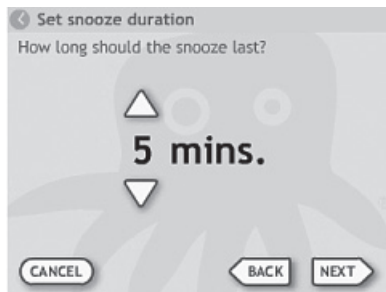 Set snooze duration
How long should the snooze last?
5 mins.
CANCEL
BACK
NEXT